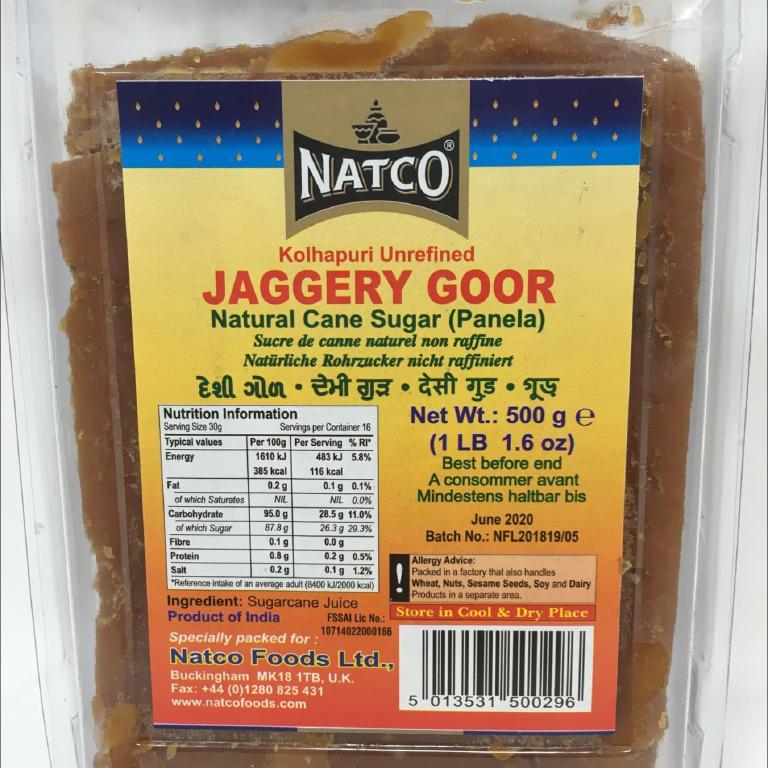 NATCO®
Kolhapuri Unrefined
JAGGERY GOOR
Natural Cane Sugar (Panela)
Sucre de canne naturel non raffine
Natürliche Rohrzucker nicht raffiniert
દેશી ગોળ • ਦੇਸੀ ਗੁੜ • देसी गुड • গূড়
Nutrition Information
Serving Size 30g Servings per Container 16
Typical values Per 100g Per Serving % RI*
Energy 1610 kJ 483 kJ 5.8%
385 kcal 116 kcal
Fat 0.2 g 0.1 g 0.1%
of which Saturates NIL NIL 0.0%
Carbohydrate 95.0 g 28.5 g 11.0%
of which Sugar 87.8 g 26.3 g 29.3%
Fibre 0.1 g 0.0 g
Protein 0.8 g 0.2 g 0.5%
Salt 0.2 g 0.1 g 1.2%
*Reference intake of an average adult (8400 kJ/2000 kcal)
Ingredient: Sugarcane Juice
Product of India
FSSAI Lic No.:
10714022000166
Specially packed for :
Natco Foods Ltd.,
Buckingham MK18 1TB, U.K.
Fax: +44 (0)1280 825 431
www.natcofoods.com
Net Wt.: 500 g e
(1 LB 1.6 oz)
Best before end
A consommer avant
Mindestens haltbar bis
June 2020
Batch No.: NFL201819/05
! Allergy Advice:
Packed in a factory that also handles
Wheat, Nuts, Sesame Seeds, Soy and Dairy
Products in a separate area.
Store in Cool & Dry Place
5 013531 500296